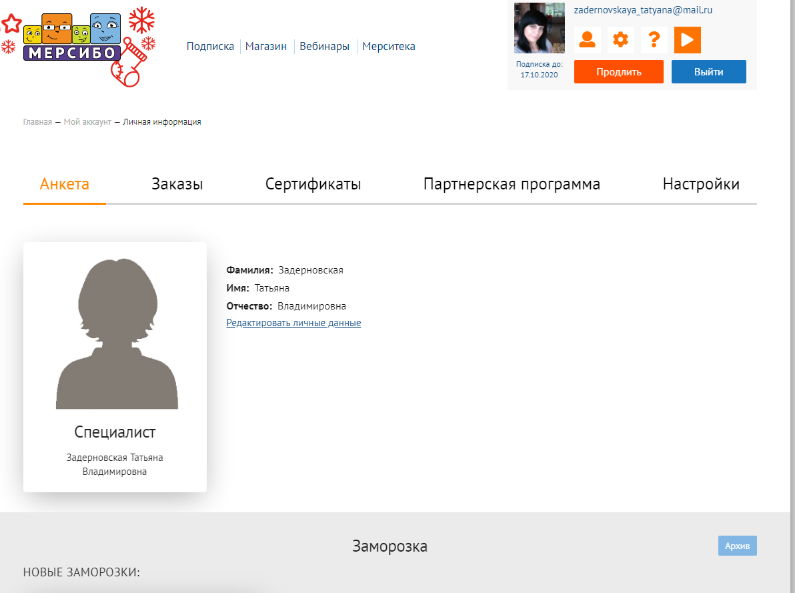 МЕРСИБО
Подписка Магазин Вебинары Мерситека
zadernovskaya_tatyana@mail.ru
?
Подписка до:
17.10.2020
Продлить Выйти
Главная — Мой аккаунт — Личная информация
Анкета Заказы Сертификаты Партнерская программа Настройки
Фамилия: Задерновская
Имя: Татьяна
Отчество: Владимировна
Редактировать личные данные
Специалист
Задерновская Татьяна
Владимировна
Заморозка
Архив
НОВЫЕ ЗАМОРОЗКИ: